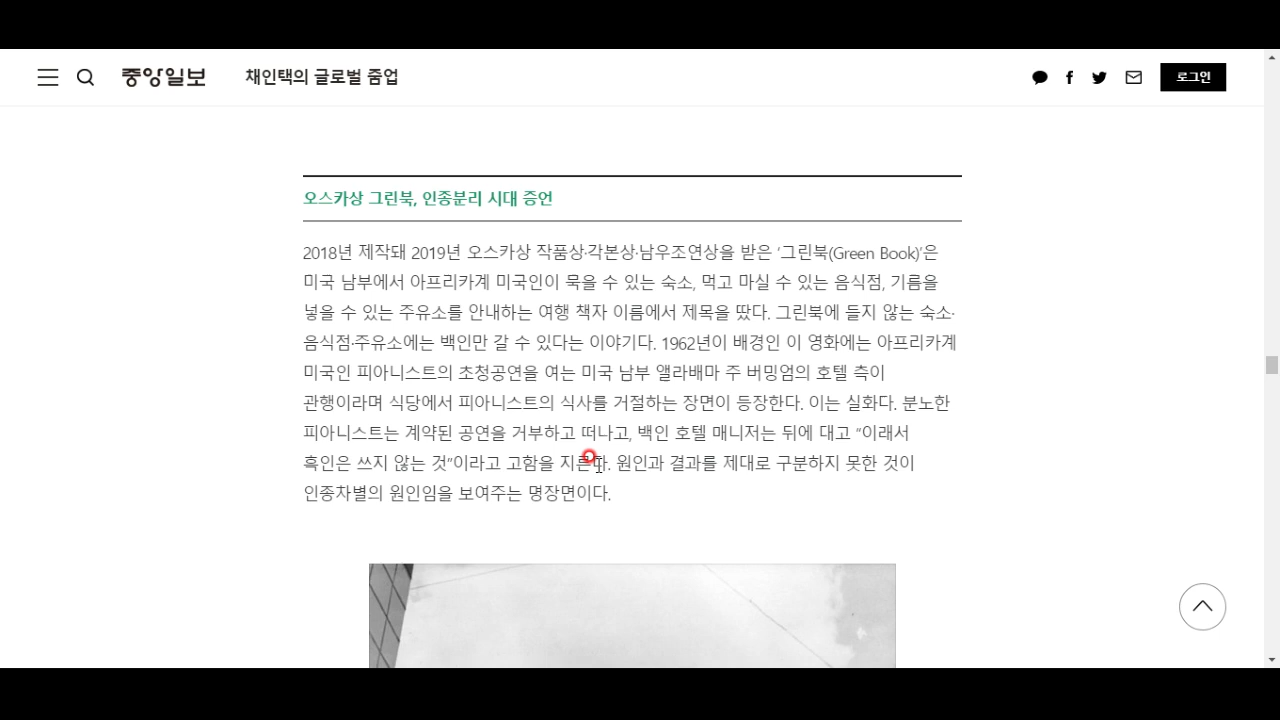 중앙일보 채인택의 글로벌 줌업 로그인
오스카상 그린북, 인종분리 시대 증언
2018년 제작돼 2019년 오스카상 작품상·각본상·남우조연상을 받은 ‘그린북(Green Book)’은
미국 남부에서 아프리카계 미국인이 묵을 수 있는 숙소, 먹고 마실 수 있는 음식점, 기름을
넣을 수 있는 주유소를 안내하는 여행 책자 이름에서 제목을 땄다. 그린북에 들지 않는 숙소·
음식점·주유소에는 백인만 갈 수 있다는 이야기다. 1962년이 배경인 이 영화에는 아프리카계
미국인 피아니스트의 초청공연을 여는 미국 남부 앨라배마 주 버밍엄의 호텔 측이
관행이라며 식당에서 피아니스트의 식사를 거절하는 장면이 등장한다. 이는 실화다. 분노한
피아니스트는 계약된 공연을 거부하고 떠나고, 백인 호텔 매니저는 뒤에 대고 “이래서
흑인은 쓰지 않는 것”이라고 고함을 지른다. 원인과 결과를 제대로 구분하지 못한 것이
인종차별의 원인임을 보여주는 명장면이다.